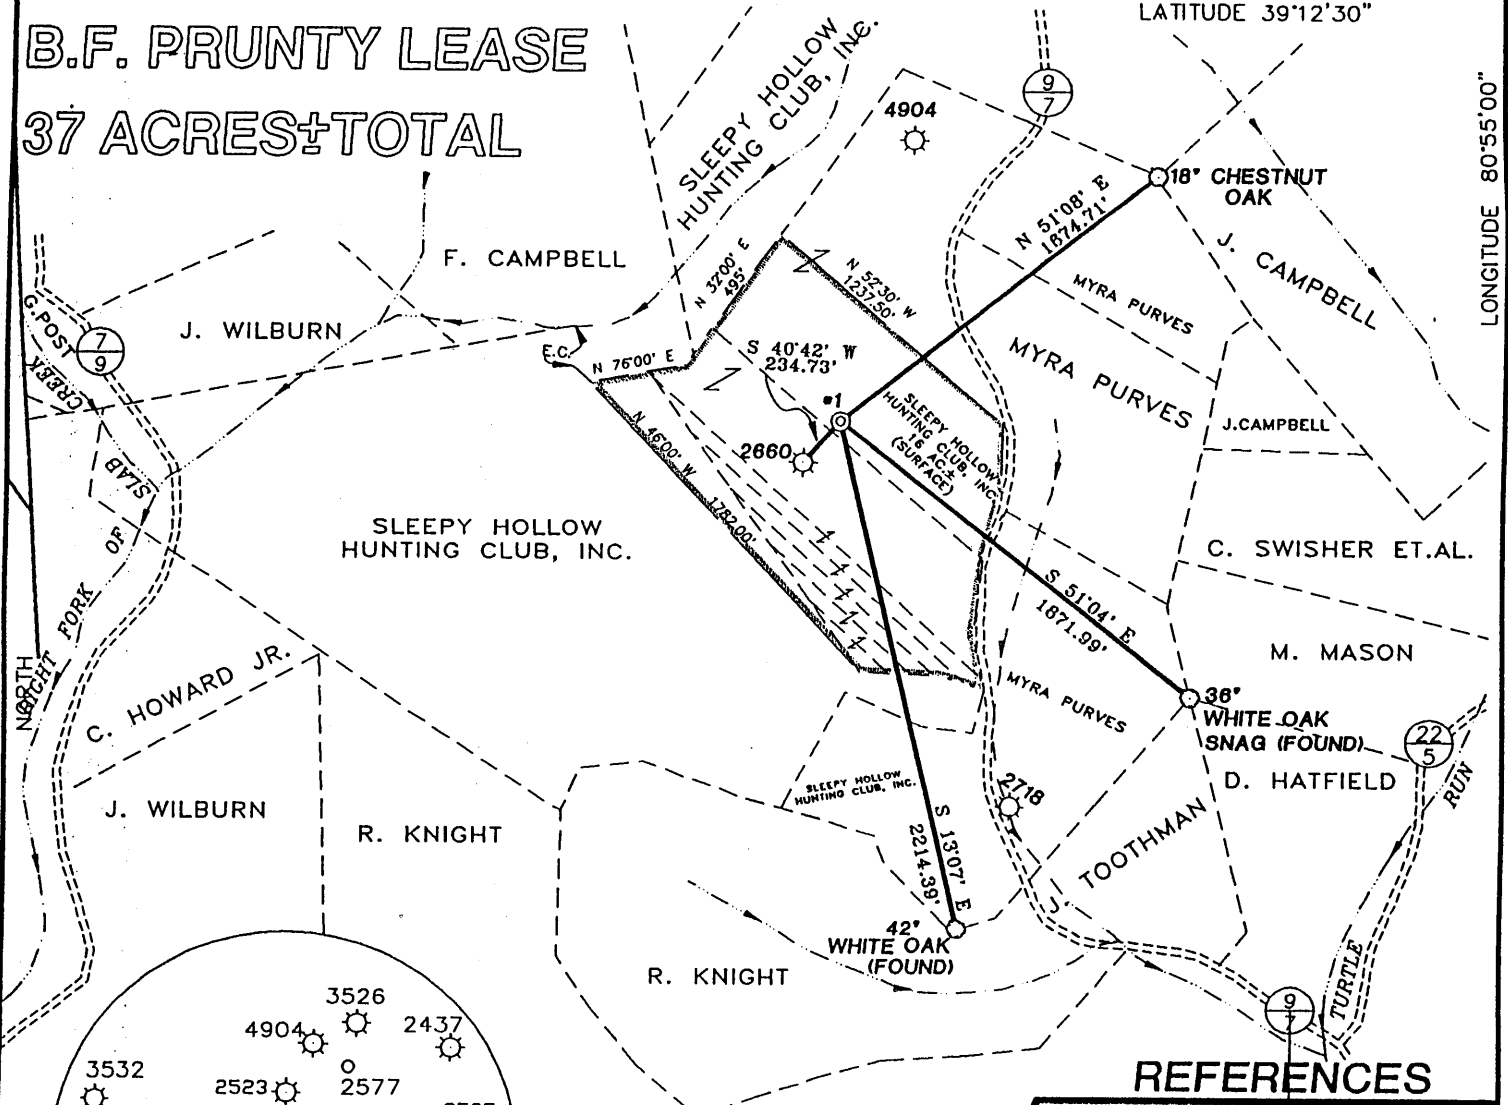 B.F. PRUNTY LEASE
37 ACRES±TOTAL
LATITUDE 39°12'30"
LONGITUDE 80°55'00"
SLEEPY HOLLOW
HUNTING CLUB, INC.
9
7
4904
18" CHESTNUT
OAK
N 51°08' E
1674.71'
J. CAMPBELL
F. CAMPBELL
N 32°00' E
495'
N 52°30' W
1237.50'
MYRA PURVES
G.POST
7
9
J. WILBURN
E.C.
N 76°00' E
S 40°42' W
234.73'
MYRA PURVES
CREEK
#1
SLEEPY HOLLOW
HUNTING CLUB, INC.
16 AC.±
(SURFACE)
J.CAMPBELL
N 46°00' W
1782.00'
2660
SLAB
OF
SLEEPY HOLLOW
HUNTING CLUB, INC.
C. SWISHER ET.AL.
S 51°04' E
1871.99'
FORK
RIGHT
NORTH
C. HOWARD JR.
M. MASON
MYRA PURVES
36"
WHITE OAK
SNAG (FOUND)
22
5
SLEEPY HOLLOW
HUNTING CLUB, INC.
2718
D. HATFIELD
RUN
J. WILBURN
R. KNIGHT
S 13°07' E
2214.39'
J. TOOTHMAN
42"
WHITE OAK
(FOUND)
R. KNIGHT
TURTLE
9
7
3526
4904
2437
3532
2523
2577
REFERENCES